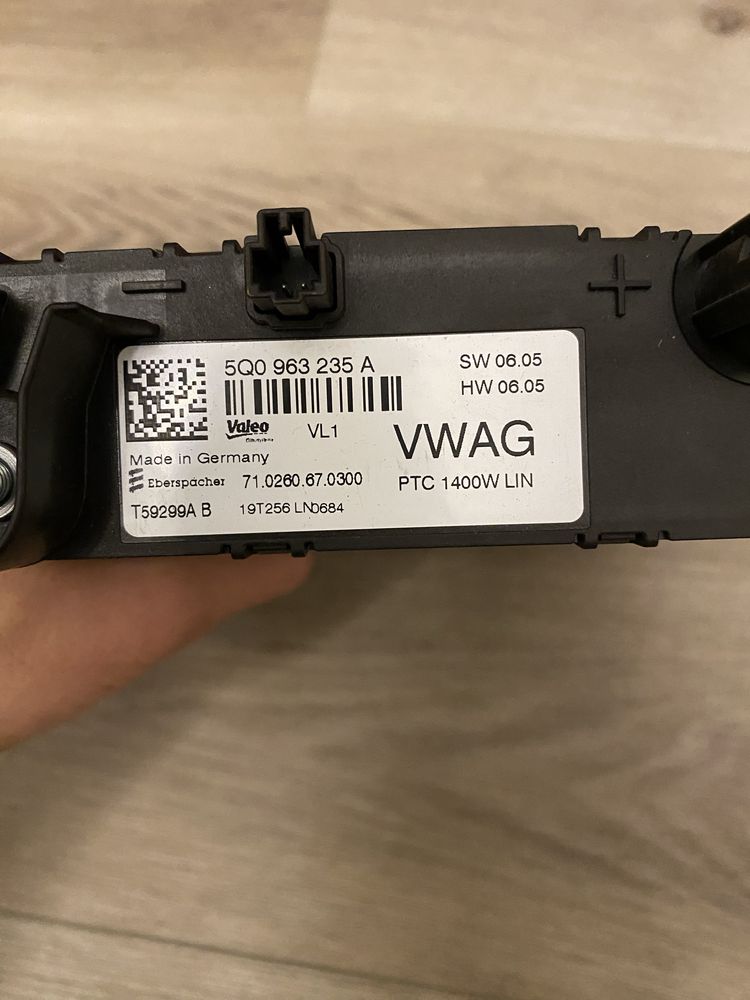 5Q0 963 235 A
SW 06.05
HW 06.05
Valeo
VL1
VWAG
Made in Germany
Eberspächer 71.0260.67.0300
PTC 1400W LIN
T59299A B 19T256 LN0684
− +